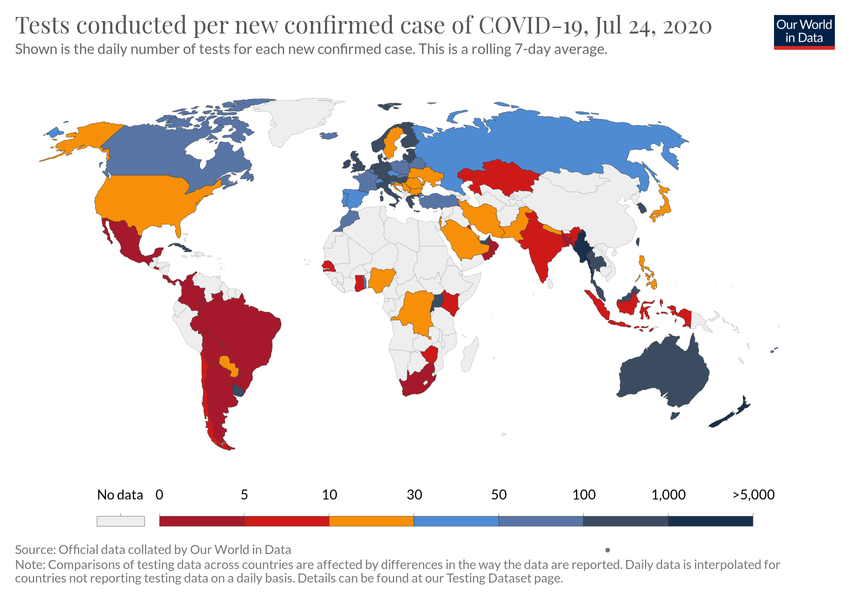 Tests conducted per new confirmed case of COVID-19, Jul 24, 2020
Shown is the daily number of tests for each new confirmed case. This is a rolling 7-day average.
Our World
in Data
No data 0 5 10 30 50 100 1,000 >5,000
Source: Official data collated by Our World in Data
Note: Comparisons of testing data across countries are affected by differences in the way the data are reported. Daily data is interpolated for
countries not reporting testing data on a daily basis. Details can be found at our Testing Dataset page.